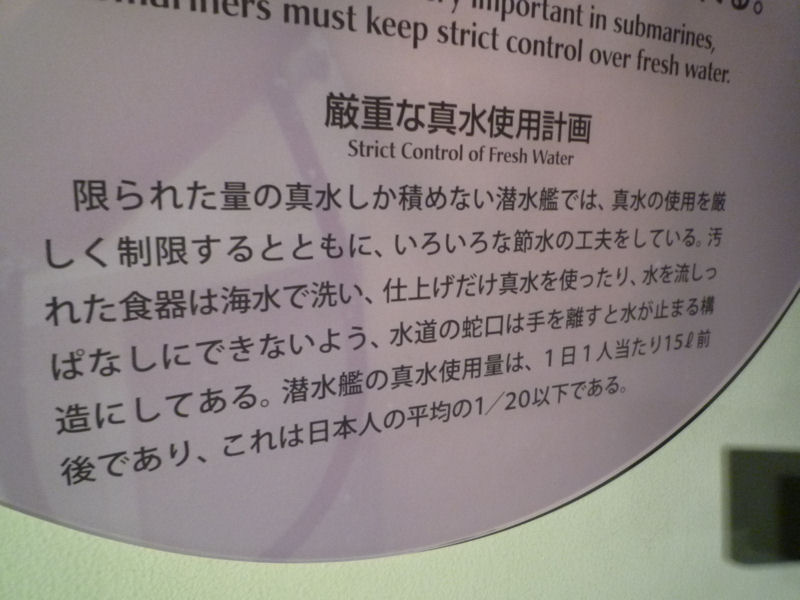 important in submarines,
must keep strict control over fresh water.
厳重な真水使用計画
Strict Control of Fresh Water
限られた量の真水しか積めない潜水艦では、真水の使用を厳
しく制限するとともに、いろいろな節水の工夫をしている。汚
れた食器は海水で洗い、仕上げだけ真水を使ったり、水を流しっ
ぱなしにできないよう、水道の蛇口は手を離すと水が止まる構
造にしてある。潜水艦の真水使用量は、1日1人当たり15ℓ前
後であり、これは日本人の平均の1／20以下である。